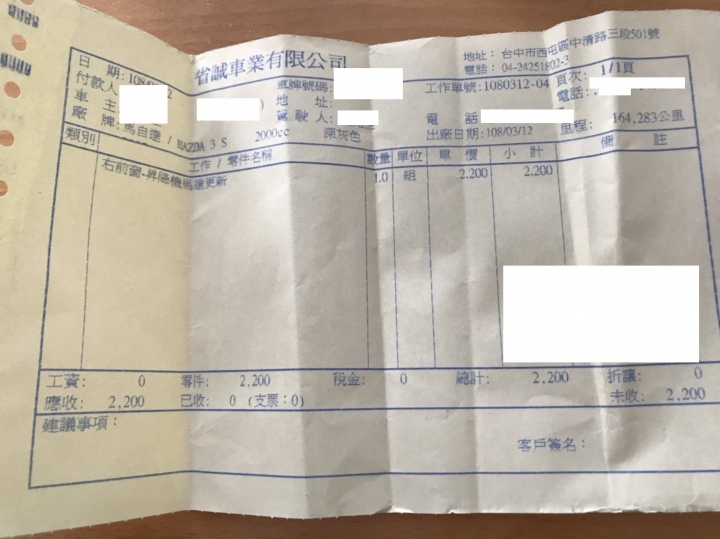 省誠車業有限公司
地址: 台中市西屯區中清路三段501號
電話: 04-24251802-3
日 期:108/0 2
付款人
車牌號碼:
工作單號:1080312-04
頁次: 1/1頁
車 主
地 址:
電話:
廠 牌:馬自達/MAZDA 3 S
2000cc
駕駛人:
深灰色
電 話
出廠日期:108/03/12
里程: 164,283公里
類別 工作/零件名稱 數量 單位 單 價 小 計 備 註
右前窗-昇降機馬達更新 1.0 組 2,200 2,200
工資: 0 零件: 2,200 稅金: 0 總計: 2,200 折讓: 0
應收: 2,200 已收: 0 (支票:0) 未收: 2,200
建議事項:
客戶簽名: